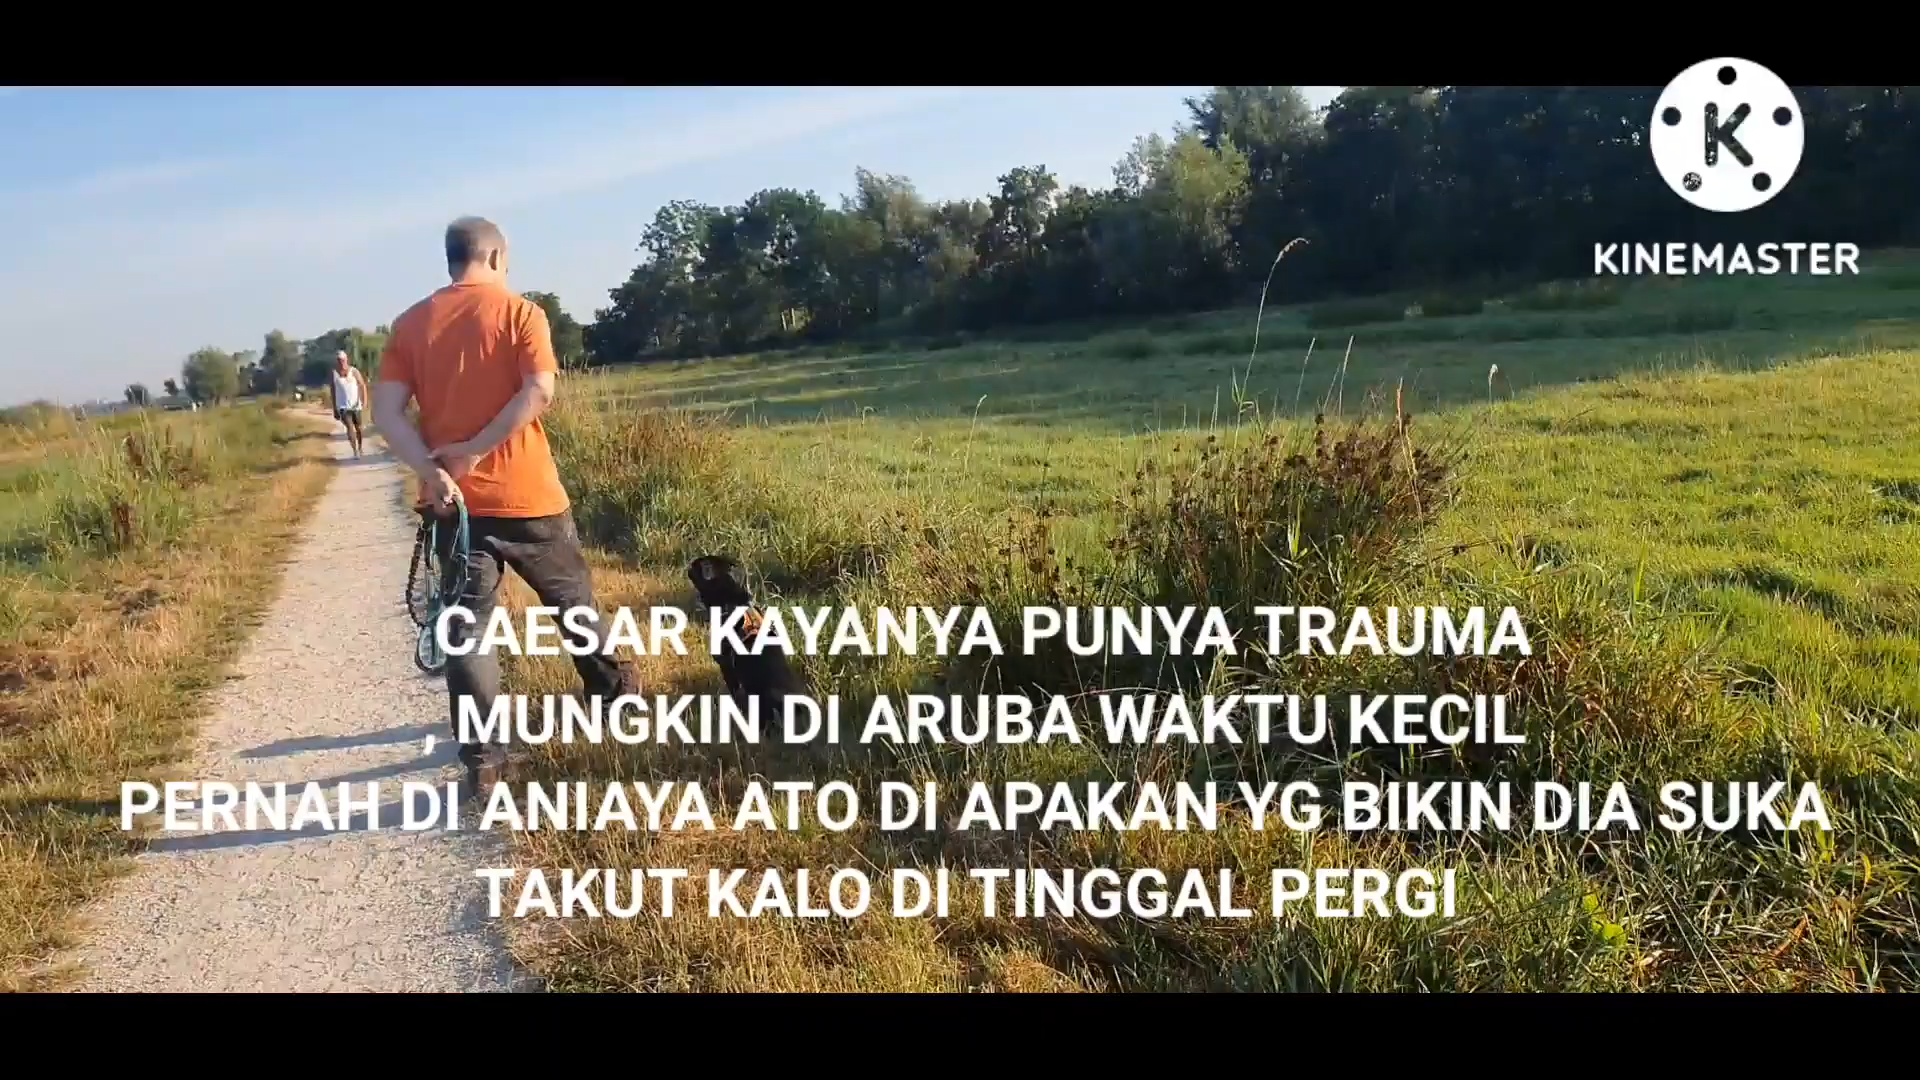 K
KINEMASTER
CAESAR KAYANYA PUNYA TRAUMA
, MUNGKIN DI ARUBA WAKTU KECIL
PERNAH DI ANIAYA ATO DI APAKAN YG BIKIN DIA SUKA
TAKUT KALO DI TINGGAL PERGI